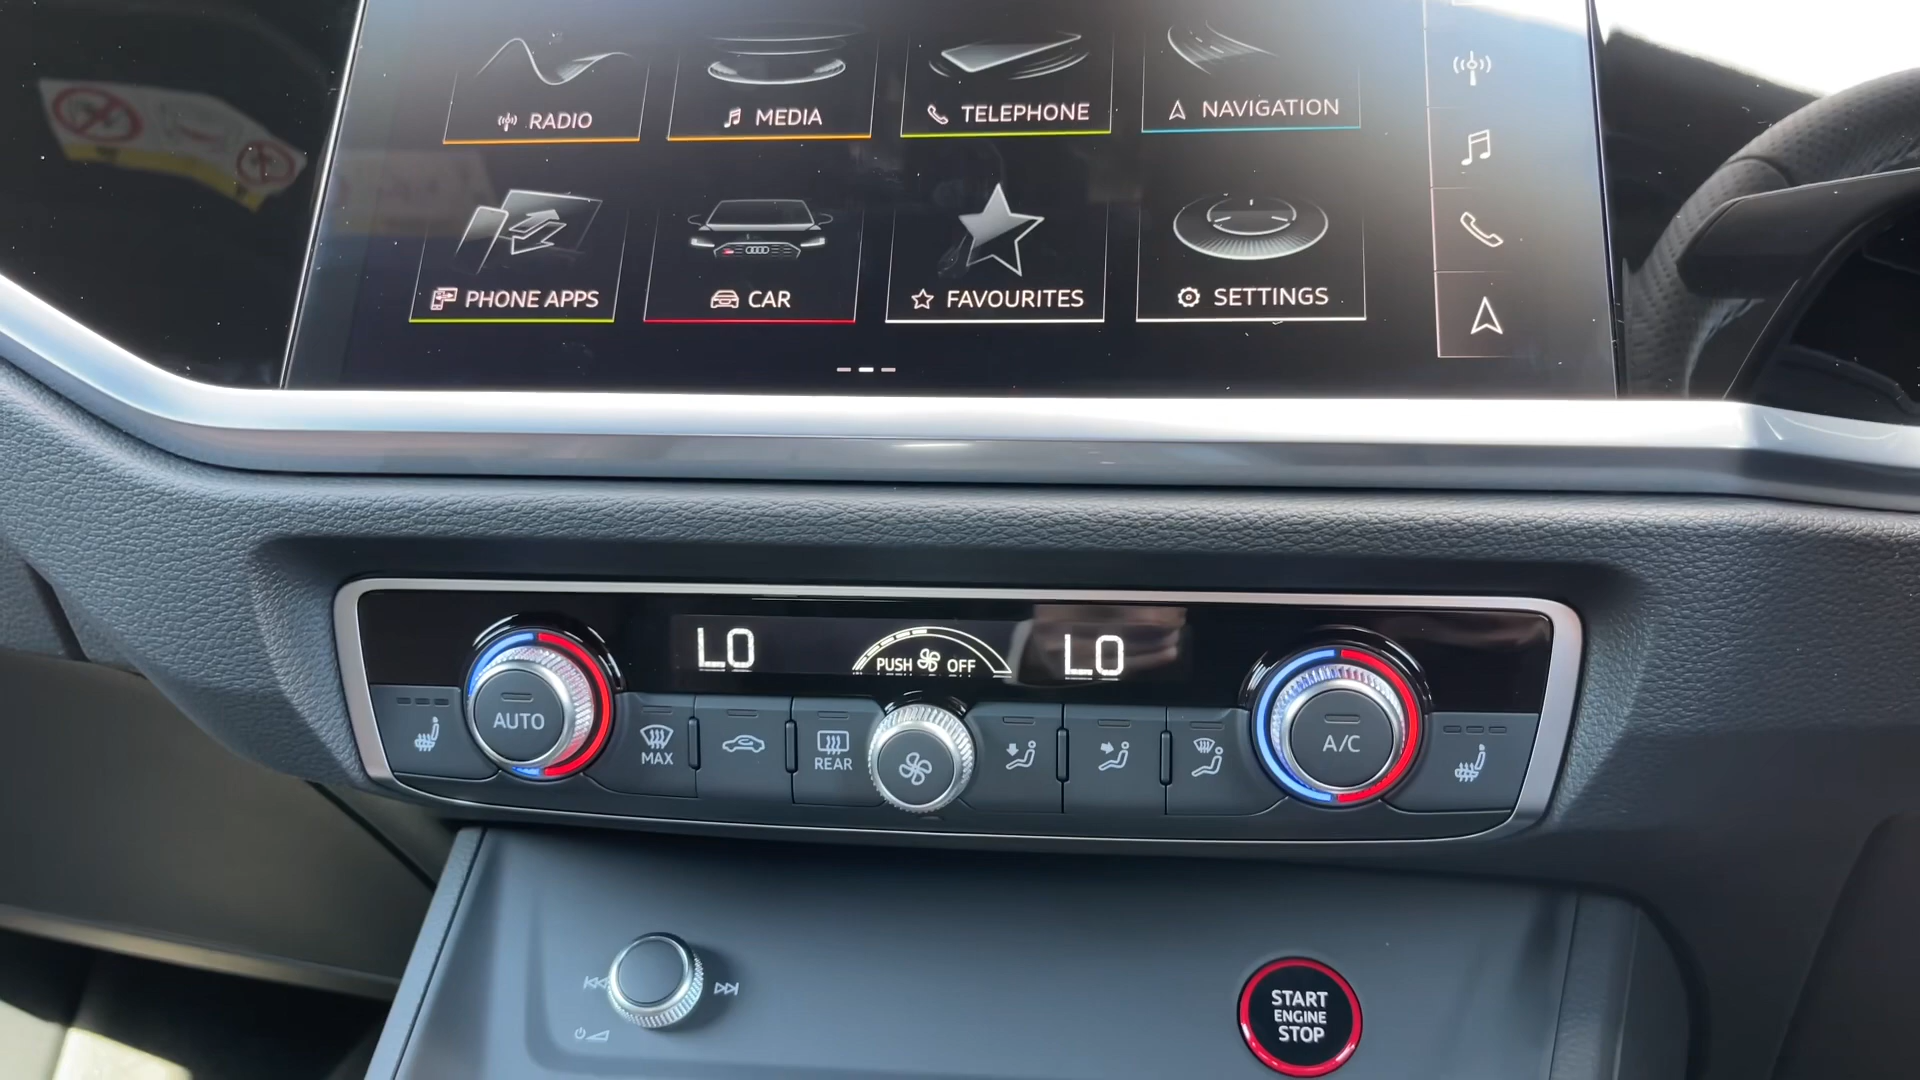 RADIO
MEDIA
TELEPHONE
NAVIGATION
PHONE APPS
CAR
FAVOURITES
SETTINGS
LO
PUSH OFF
LO
AUTO
MAX
REAR
A/C
START
ENGINE
STOP